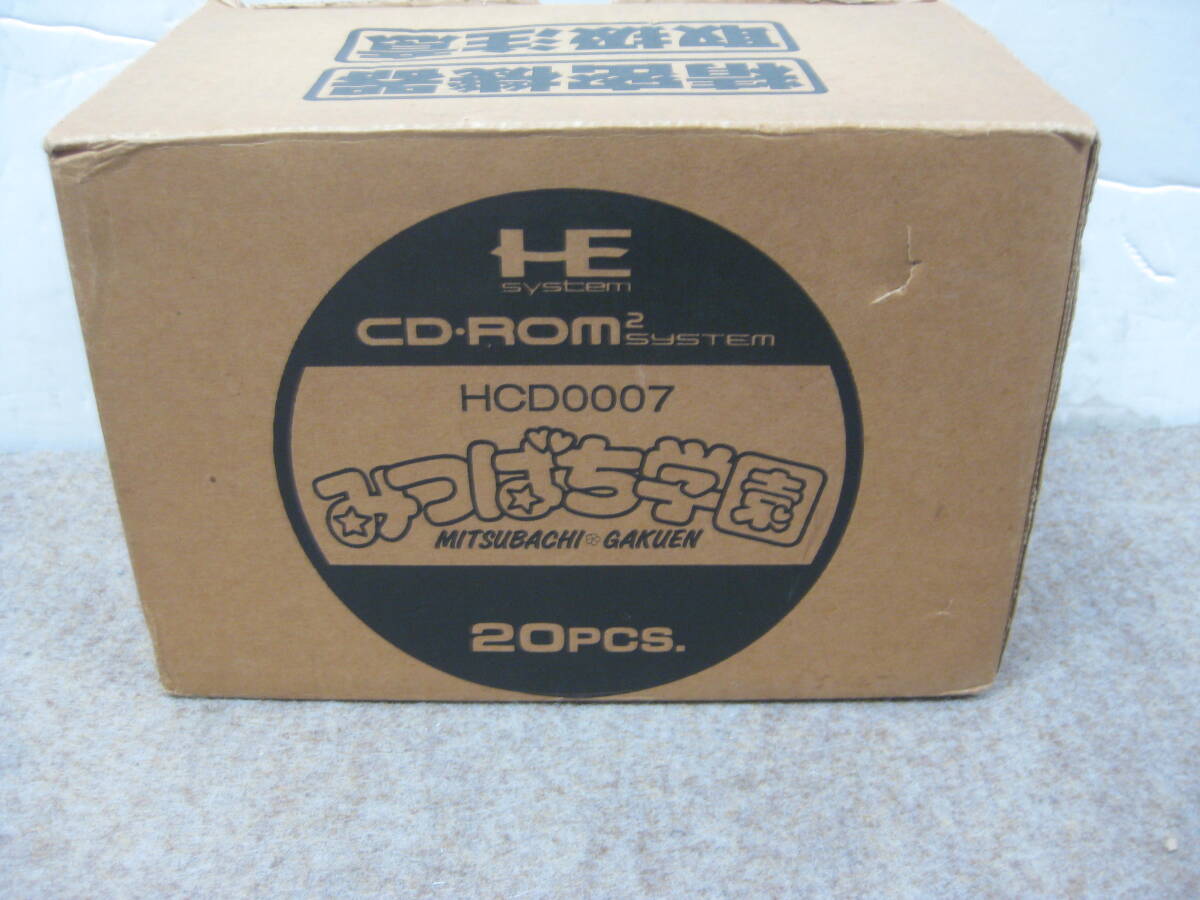 精密機器
取扱注意
HE
system
CD・ROM² SYSTEM
HCD0007
みつばち学園
MITSUBACHI GAKUEN
20PCS.